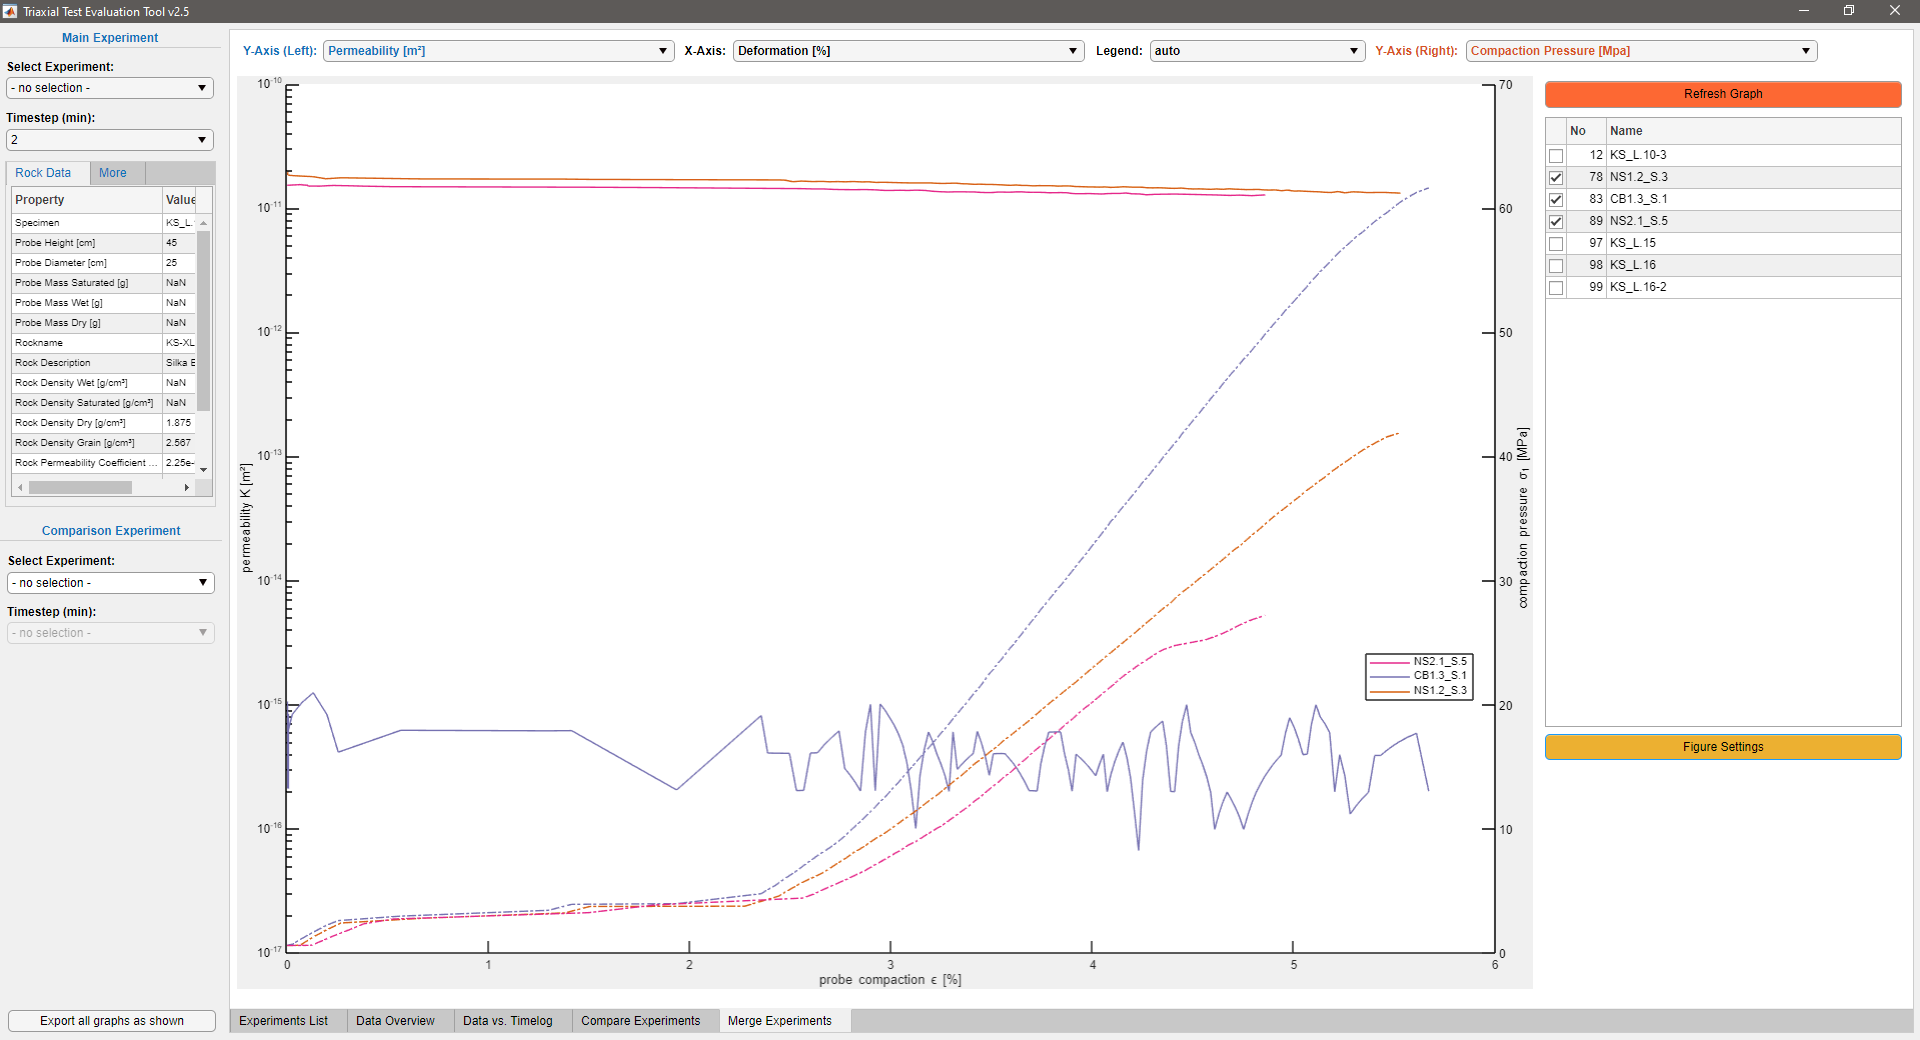 Triaxial Test Evaluation Tool v2.5
Main Experiment
Select Experiment:
- no selection -
Timestep (min):
2
Rock Data More
Property Value
Specimen KS_L.
Probe Height [cm] 45
Probe Diameter [cm] 25
Probe Mass Saturated [g] NaN
Probe Mass Wet [g] NaN
Probe Mass Dry [g] NaN
Rockname KS-XL
Rock Description Silka E
Rock Density Wet [g/cm³] NaN
Rock Density Saturated [g/cm³] NaN
Rock Density Dry [g/cm³] 1.875
Rock Density Grain [g/cm³] 2.567
Rock Permeability Coefficient ... 2.25e-
Comparison Experiment
Select Experiment:
- no selection -
Timestep (min):
- no selection -
Export all graphs as shown
Y-Axis (Left): Permeability [m²] X-Axis: Deformation [%] Legend: auto Y-Axis (Right): Compaction Pressure [Mpa]
10⁻¹⁰
10⁻¹¹
10⁻¹²
10⁻¹³
10⁻¹⁴
10⁻¹⁵
10⁻¹⁶
10⁻¹⁷
permeability K [m²]
0 1 2 3 4 5 6
probe compaction ϵ [%]
70
60
50
40
30
20
10
0
compaction pressure σ₁ [MPa]
NS2.1_S.5
CB1.3_S.1
NS1.2_S.3
Refresh Graph
No Name
12 KS_L.10-3
78 NS1.2_S.3
83 CB1.3_S.1
89 NS2.1_S.5
97 KS_L.15
98 KS_L.16
99 KS_L.16-2
Figure Settings
Experiments List Data Overview Data vs. Timelog Compare Experiments Merge Experiments